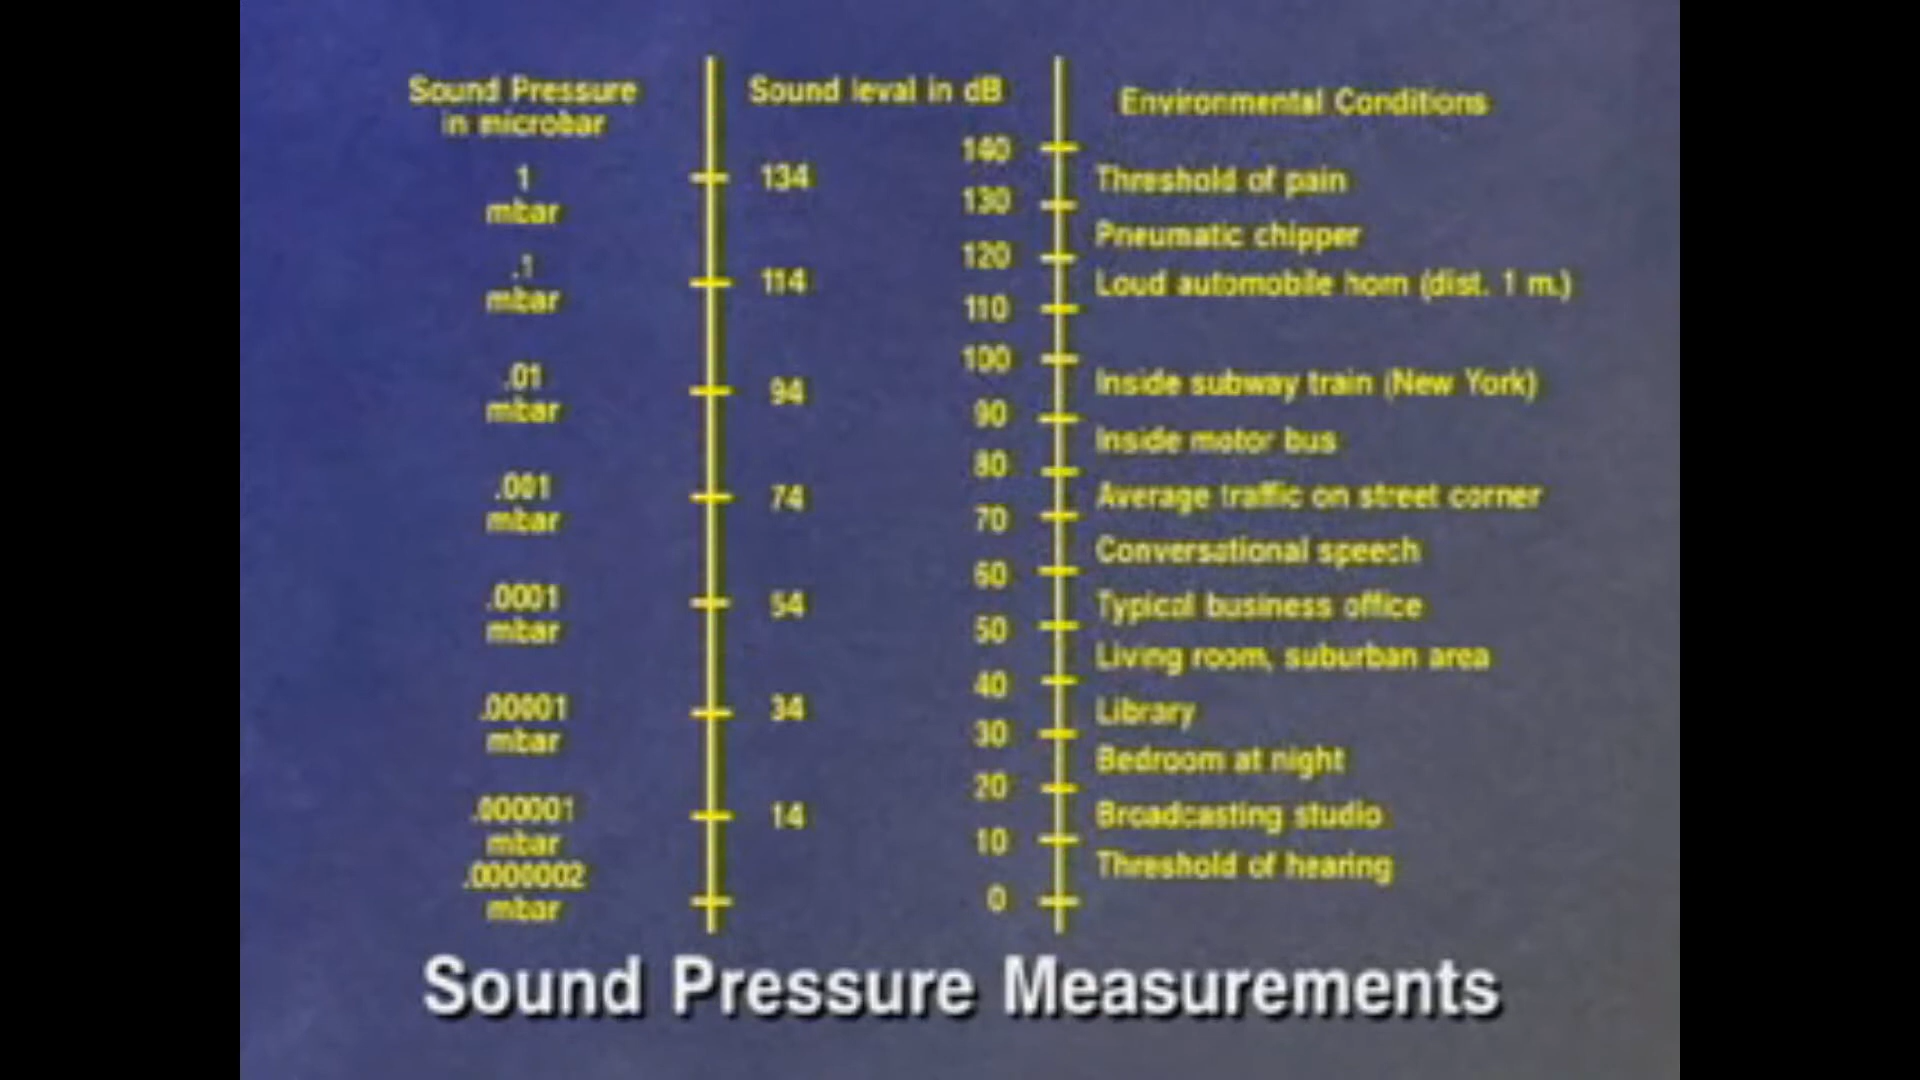 Sound Pressure
in microbar
Sound leval in dB
Environmental Conditions
140
1
mbar
134
Threshold of pain
130
Pneumatic chipper
120
.1
mbar
114
Loud automobile horn (dist. 1 m.)
110
100
.01
mbar
94
Inside subway train (New York)
90
Inside motor bus
80
.001
mbar
74
Average traffic on street corner
70
Conversational speech
60
.0001
mbar
54
Typical business office
50
Living room, suburban area
40
.00001
mbar
34
Library
30
Bedroom at night
20
.000001
mbar
14
Broadcasting studio
10
Threshold of hearing
.0000002
mbar
0
Sound Pressure Measurements